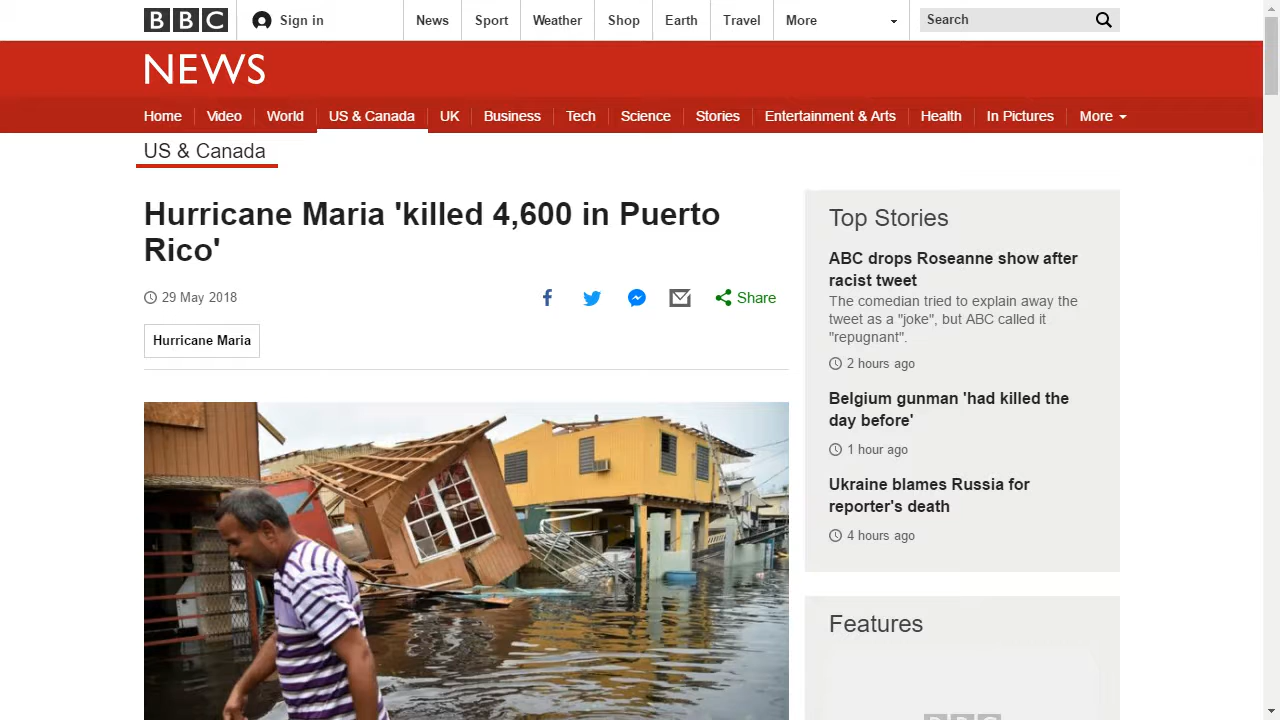 BBC
Sign in
News
Sport
Weather
Shop
Earth
Travel
More
Search
NEWS
Home
Video
World
US & Canada
UK
Business
Tech
Science
Stories
Entertainment & Arts
Health
In Pictures
More
US & Canada
Hurricane Maria 'killed 4,600 in Puerto
Rico'
29 May 2018
Share
Hurricane Maria
Top Stories
ABC drops Roseanne show after
racist tweet
The comedian tried to explain away the
tweet as a "joke", but ABC called it
"repugnant".
2 hours ago
Belgium gunman 'had killed the
day before'
1 hour ago
Ukraine blames Russia for
reporter's death
4 hours ago
Features
BBC